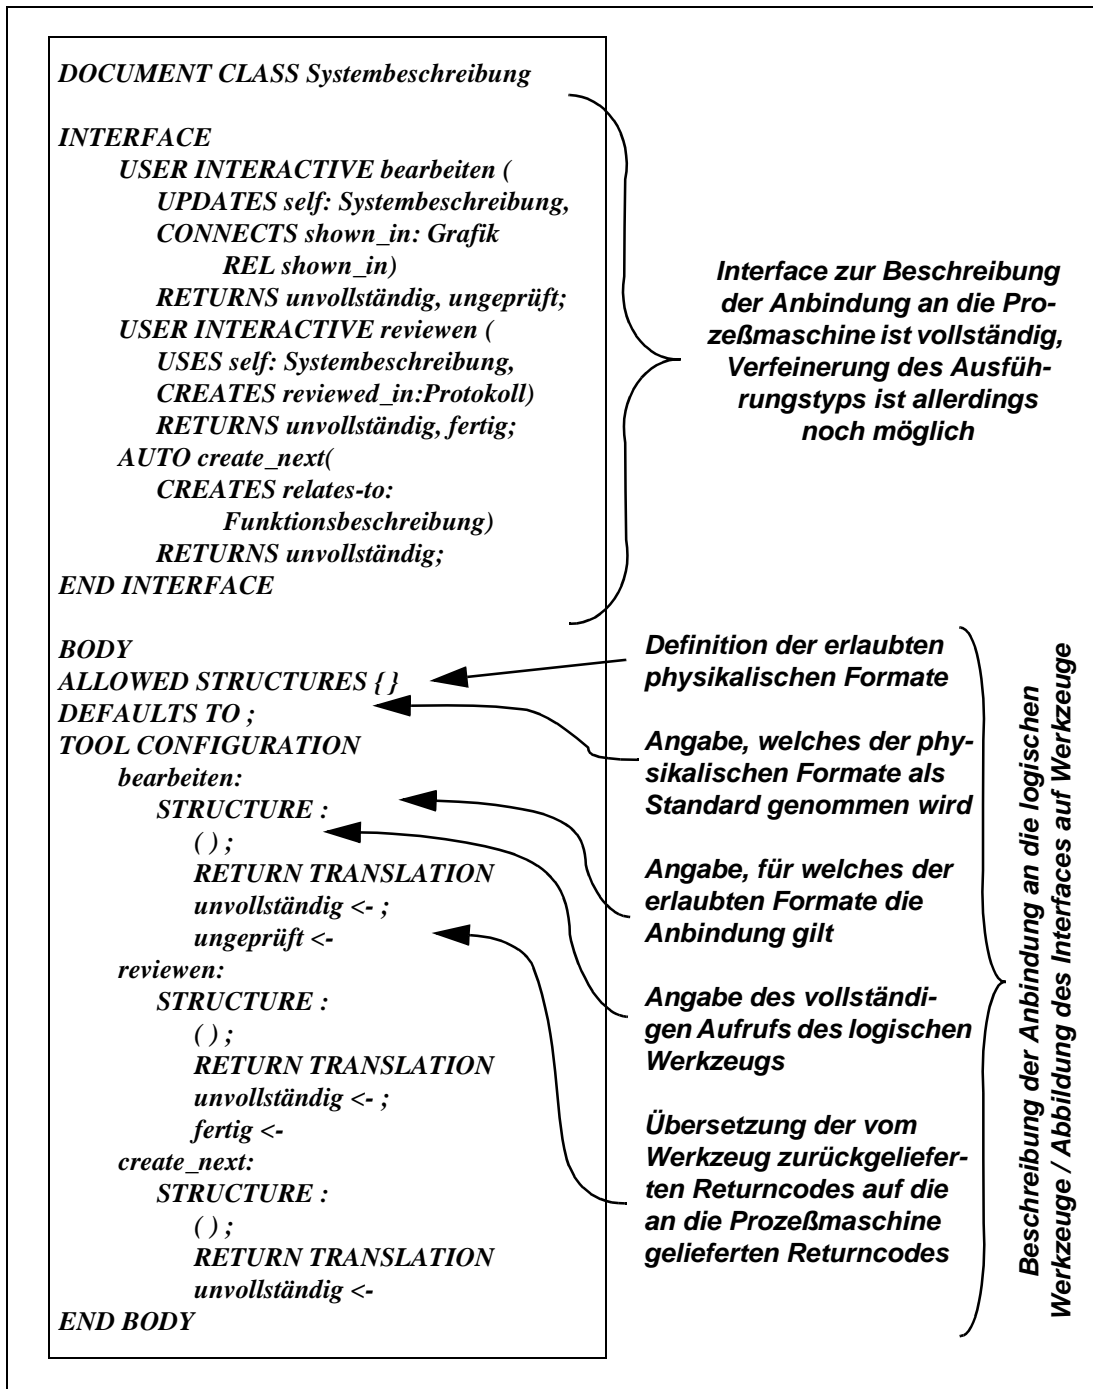 DOCUMENT CLASS Systembeschreibung
INTERFACE
USER INTERACTIVE bearbeiten (
UPDATES self: Systembeschreibung,
CONNECTS shown_in: Grafik
REL shown_in)
RETURNS unvollständig, ungeprüft;
USER INTERACTIVE reviewen (
USES self: Systembeschreibung,
CREATES reviewed_in:Protokoll)
RETURNS unvollständig, fertig;
AUTO create_next(
CREATES relates-to:
Funktionsbeschreibung)
RETURNS unvollständig;
END INTERFACE
BODY
ALLOWED STRUCTURES { }
DEFAULTS TO ;
TOOL CONFIGURATION
bearbeiten:
STRUCTURE :
( ) ;
RETURN TRANSLATION
unvollständig <- ;
ungeprüft <-
reviewen:
STRUCTURE :
( ) ;
RETURN TRANSLATION
unvollständig <- ;
fertig <-
create_next:
STRUCTURE :
( ) ;
RETURN TRANSLATION
unvollständig <-
END BODY
Interface zur Beschreibung
der Anbindung an die Pro-
zeßmaschine ist vollständig,
Verfeinerung des Ausfüh-
rungstyps ist allerdings
noch möglich
Definition der erlaubten
physikalischen Formate
Angabe, welches der phy-
sikalischen Formate als
Standard genommen wird
Angabe, für welches der
erlaubten Formate die
Anbindung gilt
Angabe des vollständi-
gen Aufrufs des logischen
Werkzeugs
Übersetzung der vom
Werkzeug zurückgeliefer-
ten Returncodes auf die
an die Prozeßmaschine
gelieferten Returncodes
Beschreibung der Anbindung an die logischen
Werkzeuge / Abbildung des Interfaces auf Werkzeuge